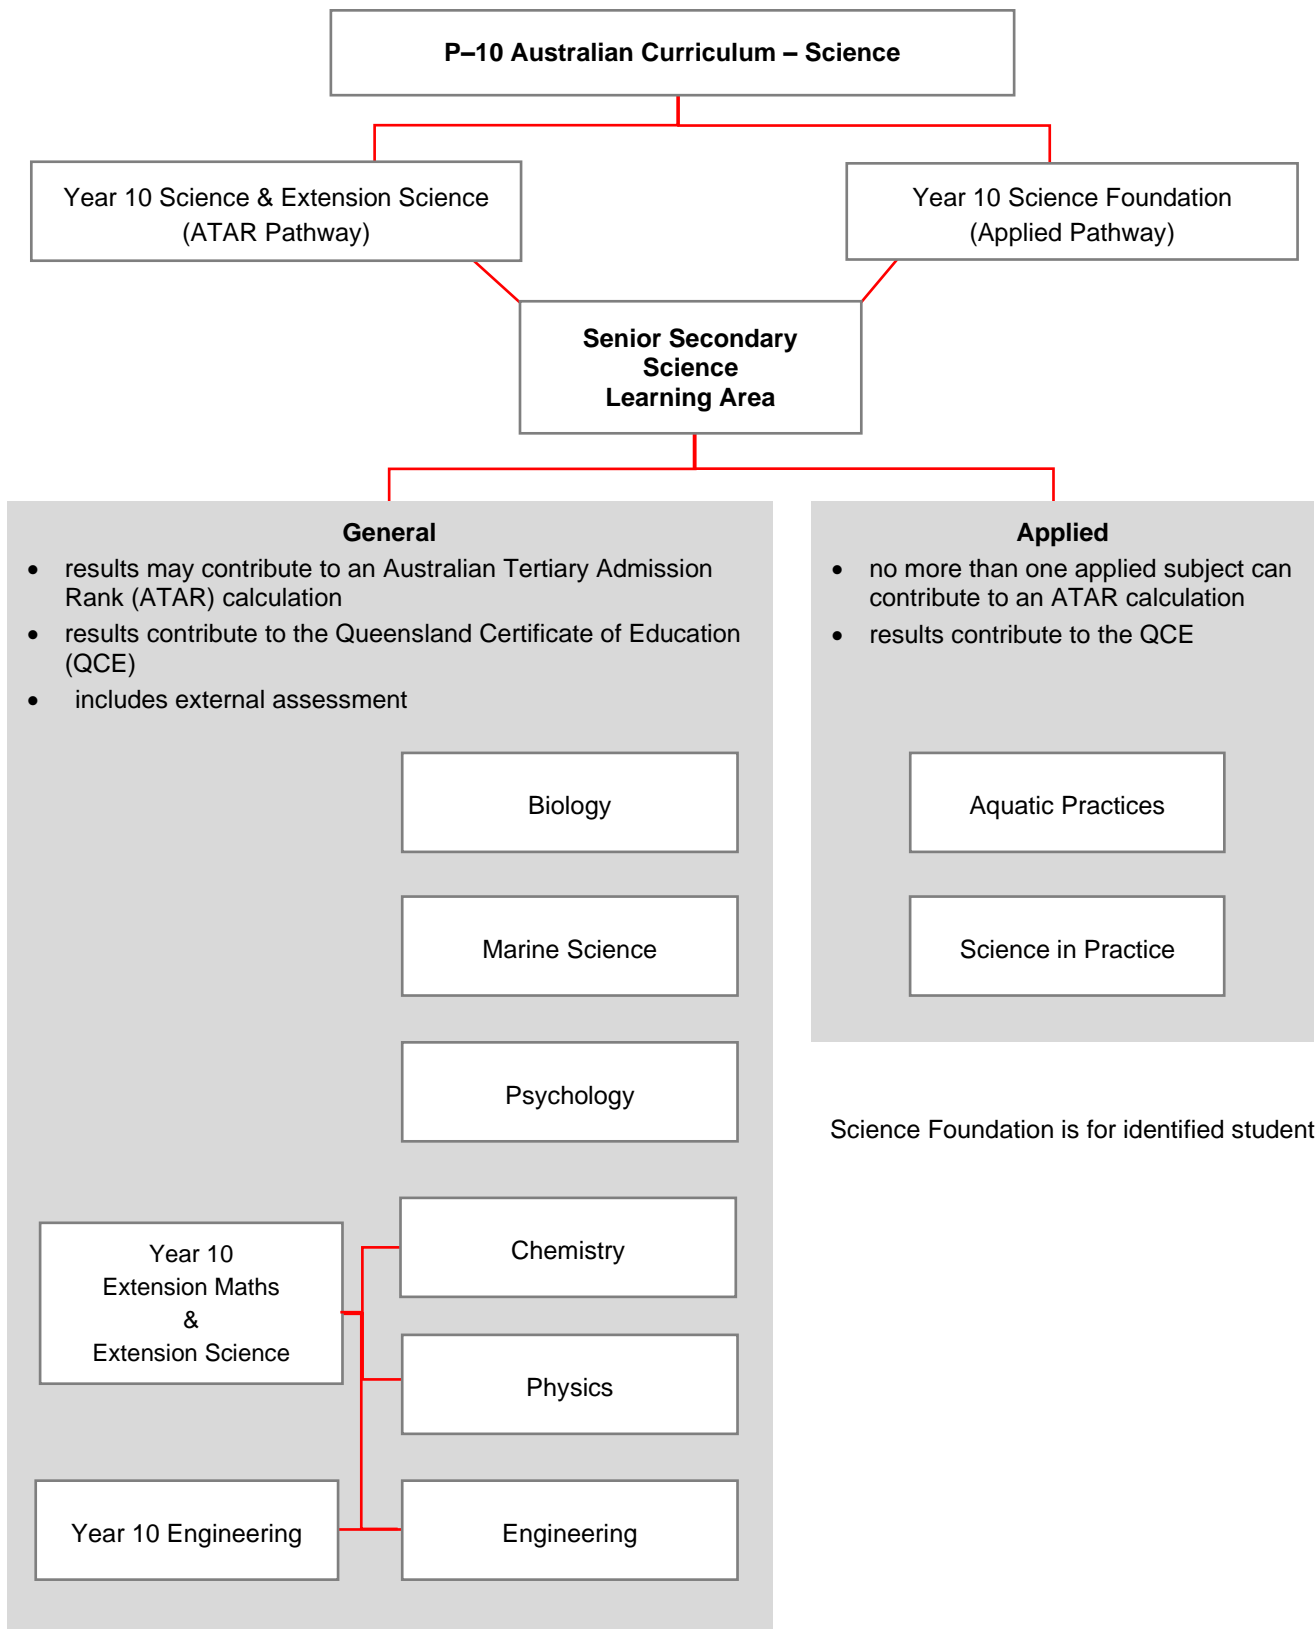 P–10 Australian Curriculum – Science
Year 10 Science & Extension Science
(ATAR Pathway)
Year 10 Science Foundation
(Applied Pathway)
Senior Secondary
Science
Learning Area
General
• results may contribute to an Australian Tertiary Admission
Rank (ATAR) calculation
• results contribute to the Queensland Certificate of Education
(QCE)
• includes external assessment
Applied
• no more than one applied subject can
contribute to an ATAR calculation
• results contribute to the QCE
Biology
Aquatic Practices
Marine Science
Science in Practice
Psychology
Science Foundation is for identified student
Year 10
Extension Maths
&
Extension Science
Chemistry
Physics
Year 10 Engineering
Engineering